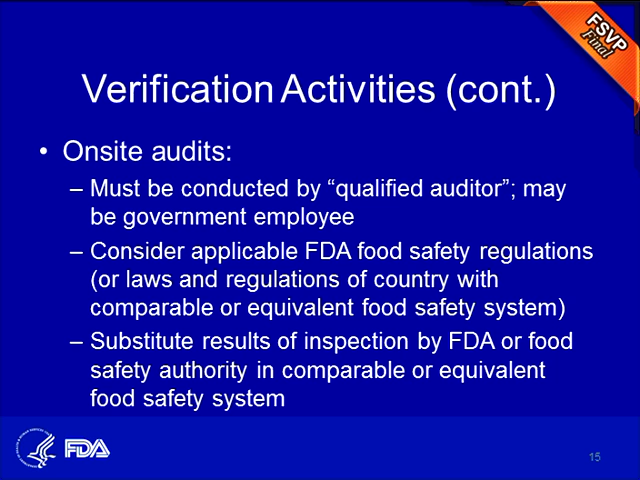 FSVP
Final
Verification Activities (cont.)
• Onsite audits:
– Must be conducted by “qualified auditor”; may
be government employee
– Consider applicable FDA food safety regulations
(or laws and regulations of country with
comparable or equivalent food safety system)
– Substitute results of inspection by FDA or food
safety authority in comparable or equivalent
food safety system
FDA
15